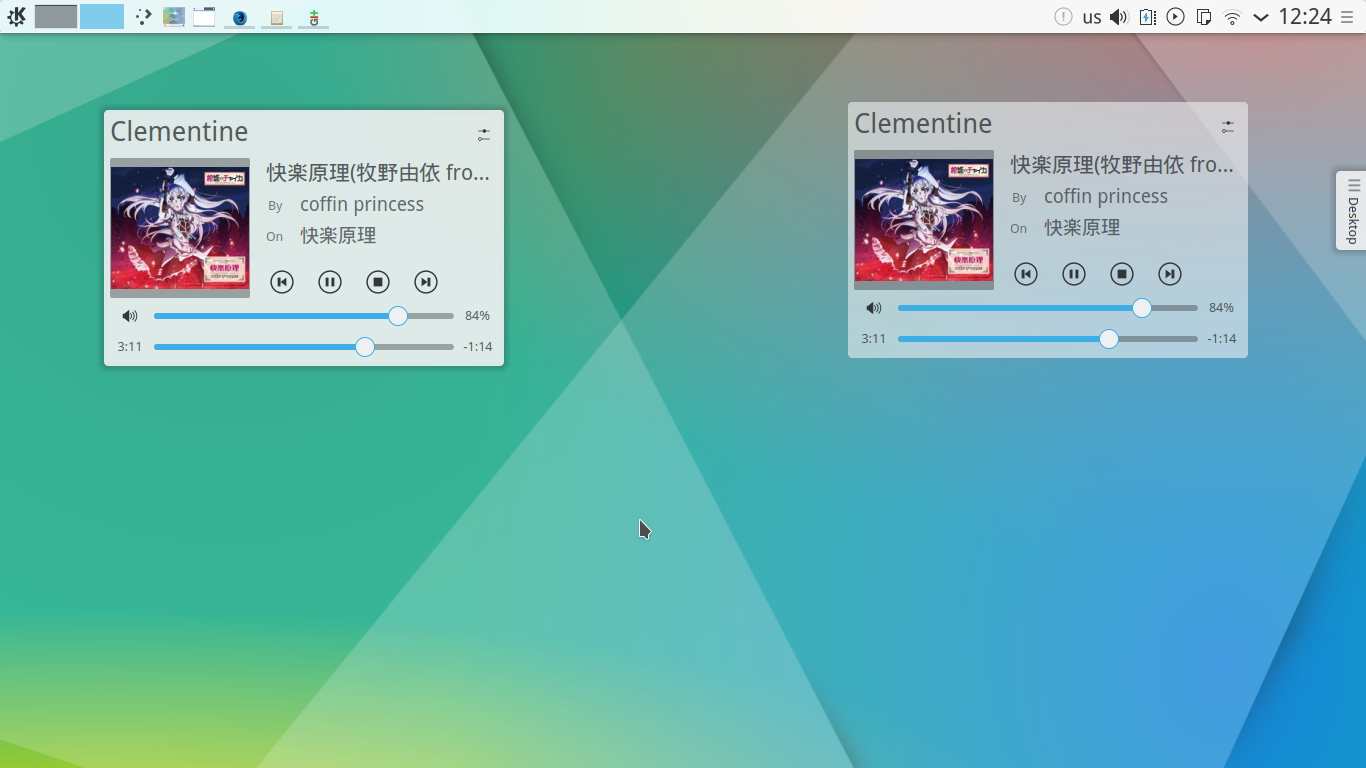 us
12:24
Clementine
快楽原理(牧野由依 fro...
By coffin princess
On 快楽原理
84%
3:11
-1:14
Clementine
快楽原理(牧野由依 fro...
By coffin princess
On 快楽原理
84%
3:11
-1:14
Desktop